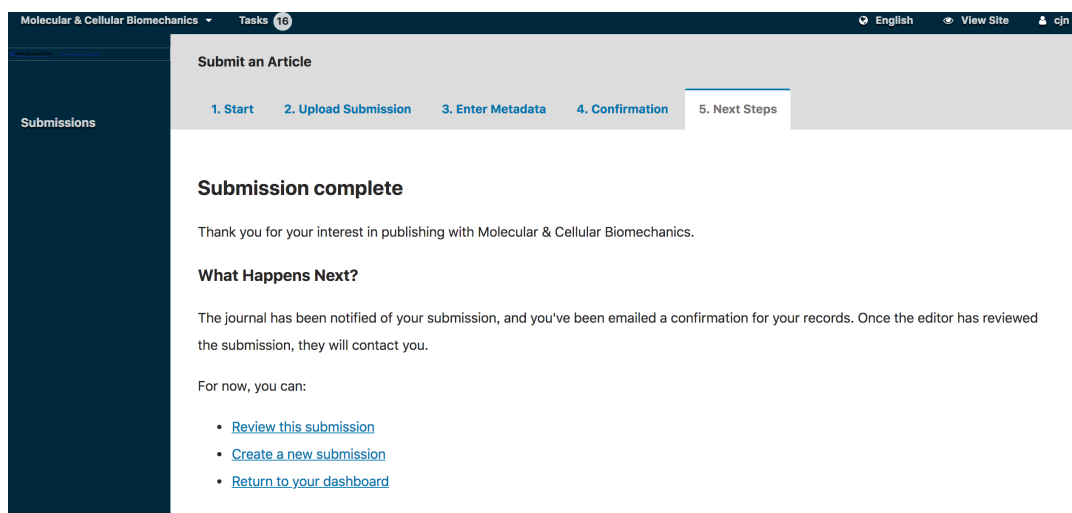 Molecular & Cellular Biomechanics Tasks 16 English View Site cjn
Submit an Article
1. Start 2. Upload Submission 3. Enter Metadata 4. Confirmation 5. Next Steps
Submissions
Submission complete
Thank you for your interest in publishing with Molecular & Cellular Biomechanics.
What Happens Next?
The journal has been notified of your submission, and you've been emailed a confirmation for your records. Once the editor has reviewed
the submission, they will contact you.
For now, you can:
• Review this submission
• Create a new submission
• Return to your dashboard